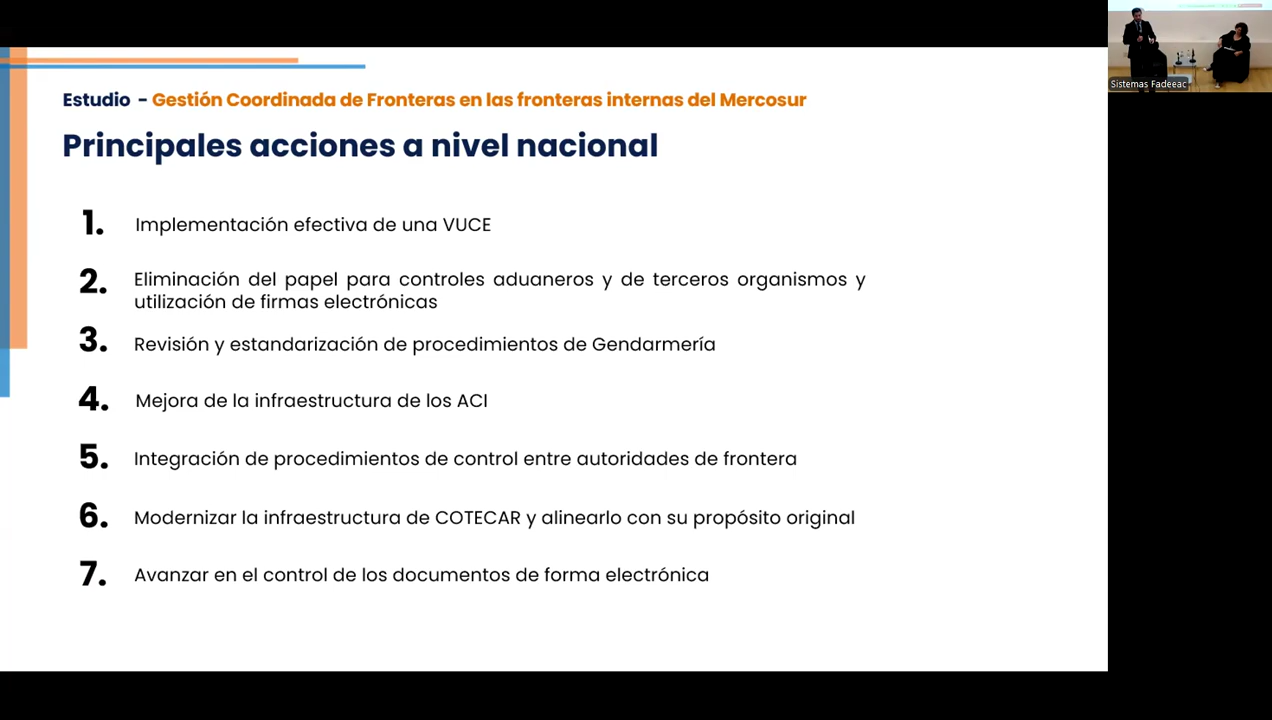 Estudio - Gestión Coordinada de Fronteras en las fronteras internas del Mercosur
Principales acciones a nivel nacional
1. Implementación efectiva de una VUCE
2. Eliminación del papel para controles aduaneros y de terceros organismos y
utilización de firmas electrónicas
3. Revisión y estandarización de procedimientos de Gendarmería
4. Mejora de la infraestructura de los ACI
5. Integración de procedimientos de control entre autoridades de frontera
6. Modernizar la infraestructura de COTECAR y alinearlo con su propósito original
7. Avanzar en el control de los documentos de forma electrónica
Sistemas Fadeeac